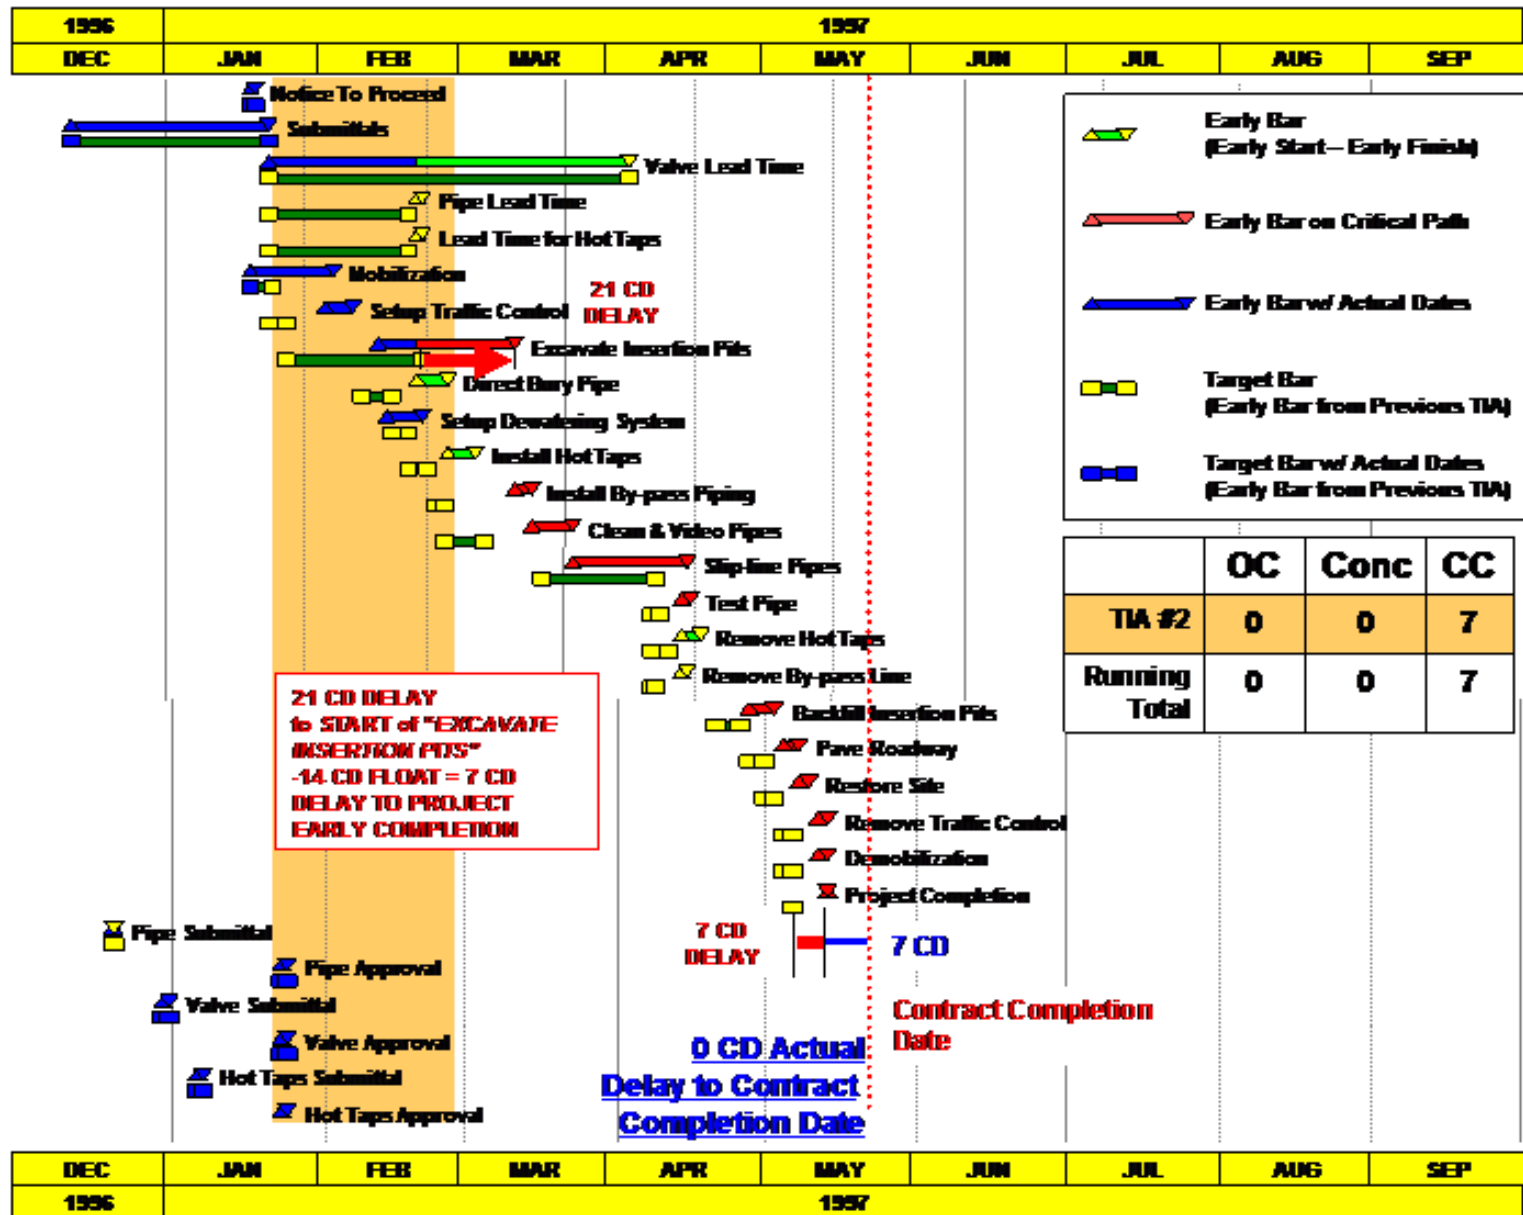 1996 1997
DEC JAN FEB MAR APR MAY JUN JUL AUG SEP
Notice To Proceed
Submittals
Valve Lead Time
Pipe Lead Time
Lead Time for Hot Taps
Mobilization
21 CD
DELAY
Setup Traffic Control
Excavate Insertion Pits
Direct Bury Pipe
Setup Dewatering System
Install Hot Taps
Install By-pass Piping
Clean & Video Pipes
Slip-line Pipes
Test Pipe
Remove Hot Taps
Remove By-pass Line
Backfill Insertion Pits
Pave Roadway
Restore Site
Remove Traffic Control
Demobilization
Project Completion
Early Bar
(Early Start – Early Finish)
Early Bar on Critical Path
Early Bar w/ Actual Dates
Target Bar
(Early Bar from Previous TIA)
Target Bar w/ Actual Dates
(Early Bar from Previous TIA)
OC Conc CC
TIA #2 0 0 7
Running
Total 0 0 7
21 CD DELAY
to START of "EXCAVATE
INSERTION PITS"
-14 CD FLOAT = 7 CD
DELAY TO PROJECT
EARLY COMPLETION
7 CD
DELAY
7 CD
Pipe Submittal
Pipe Approval
Valve Submittal
Valve Approval
Hot Taps Submittal
Hot Taps Approval
Contract Completion
Date
0 CD Actual
Delay to Contract
Completion Date
DEC JAN FEB MAR APR MAY JUN JUL AUG SEP
1996 1997